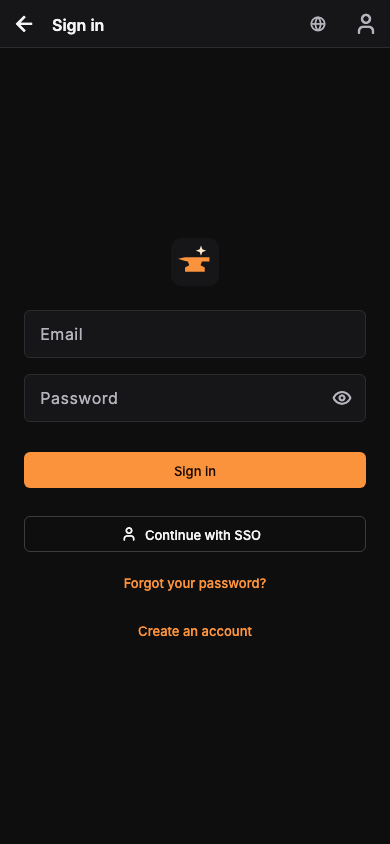 Sign in
Email
Password
Sign in
Continue with SSO
Forgot your password?
Create an account